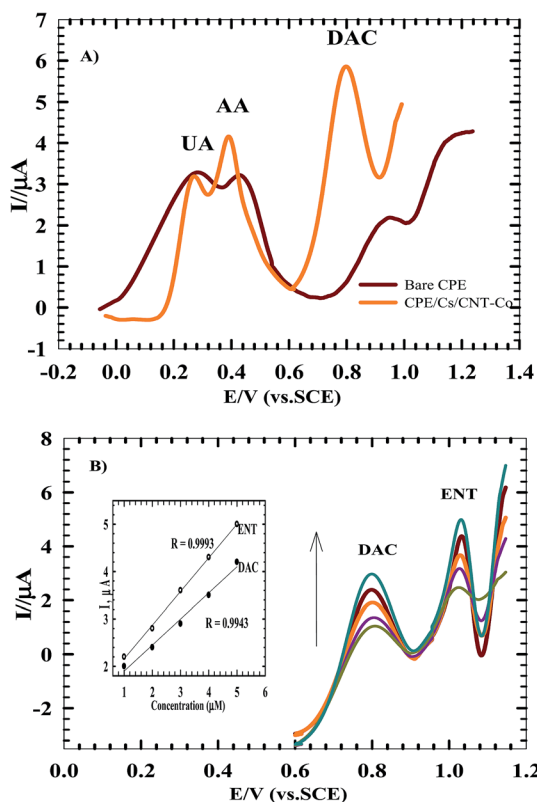 A)
DAC
AA
UA
7
6
5
4
3
2
1
0
-1
I//µA
Bare CPE
CPE/Cs/CNT-Co
-0.2 0.0 0.2 0.4 0.6 0.8 1.0 1.2 1.4
E/V (vs.SCE)
B)
8
6
4
2
0
-2
I//µA
ENT
DAC
5
4
3
2
I, µA
ENT
R = 0.9993
DAC
R = 0.9943
1 2 3 4 5 6
Concentration (µM)
0.0 0.2 0.4 0.6 0.8 1.0 1.2
E/V (vs.SCE)